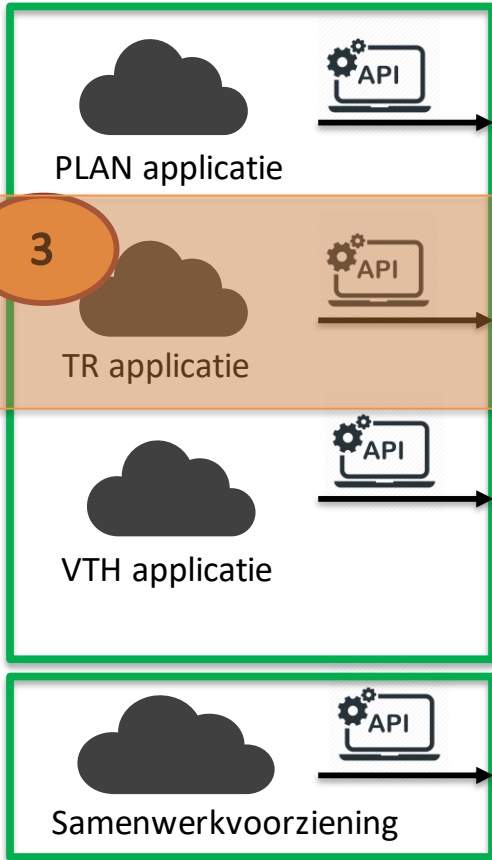 API
PLAN applicatie
3
API
TR applicatie
API
VTH applicatie
API
Samenwerkvoorziening